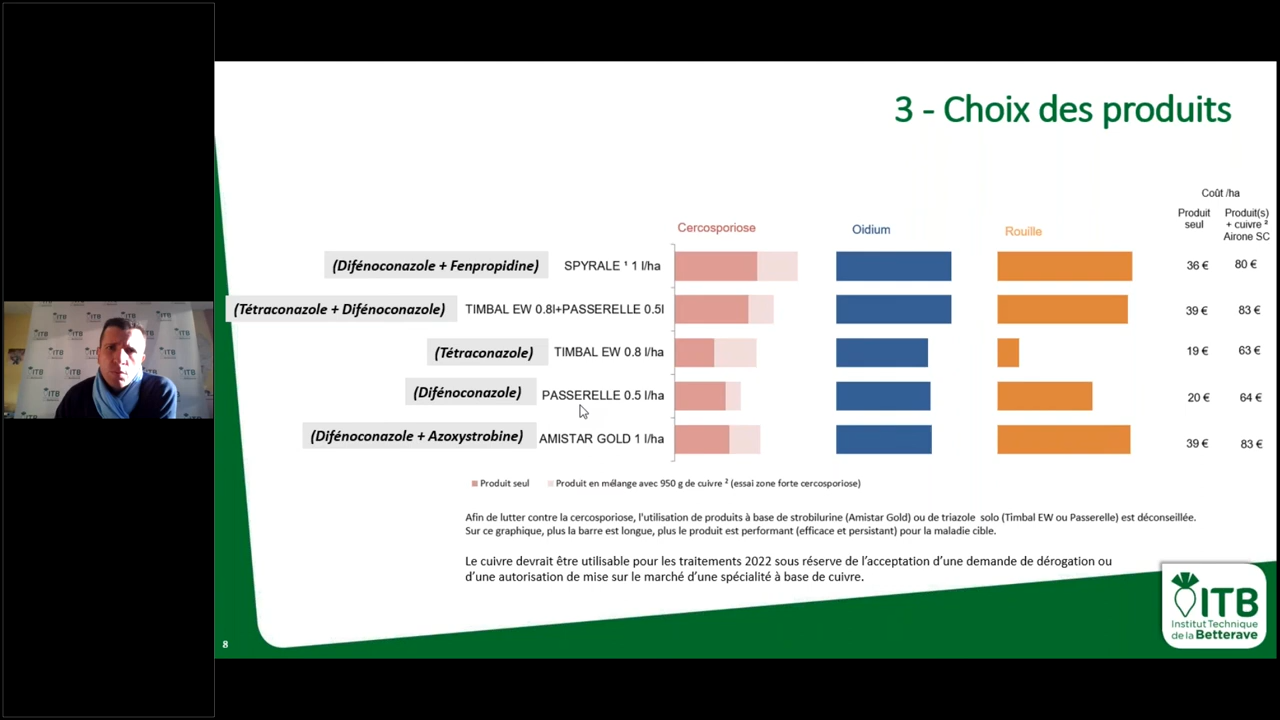 3 - Choix des produits
Coût /ha
Produit seul
Produit(s) + cuivre ² Airone SC
Cercosporiose
Oidium
Rouille
(Difénoconazole + Fenpropidine) SPYRALE ¹ 1 l/ha 36 € 80 €
(Tétraconazole + Difénoconazole) TIMBAL EW 0.8l+PASSERELLE 0.5l 39 € 83 €
(Tétraconazole) TIMBAL EW 0.8 l/ha 19 € 63 €
(Difénoconazole) PASSERELLE 0.5 l/ha 20 € 64 €
(Difénoconazole + Azoxystrobine) AMISTAR GOLD 1 l/ha 39 € 83 €
Produit seul
Produit en mélange avec 950 g de cuivre ² (essai zone forte cercosporiose)
Afin de lutter contre la cercosporiose, l'utilisation de produits à base de strobilurine (Amistar Gold) ou de triazole solo (Timbal EW ou Passerelle) est déconseillée.
Sur ce graphique, plus la barre est longue, plus le produit est performant (efficace et persistant) pour la maladie cible.
Le cuivre devrait être utilisable pour les traitements 2022 sous réserve de l'acceptation d'une demande de dérogation ou
d'une autorisation de mise sur le marché d'une spécialité à base de cuivre.
8
ITB
Institut Technique
de la Betterave